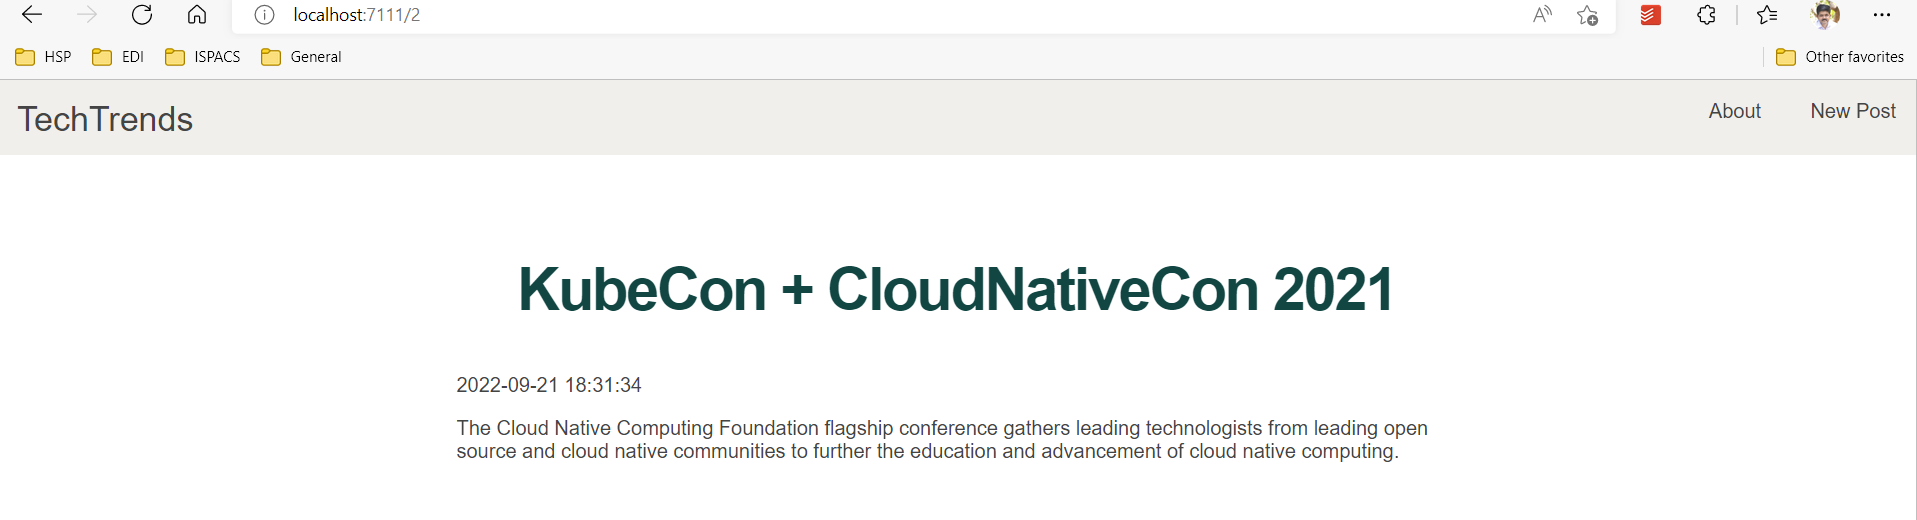 localhost:7111/2
HSP EDI ISPACS General Other favorites
TechTrends About New Post
KubeCon + CloudNativeCon 2021
2022-09-21 18:31:34
The Cloud Native Computing Foundation flagship conference gathers leading technologists from leading open
source and cloud native communities to further the education and advancement of cloud native computing.